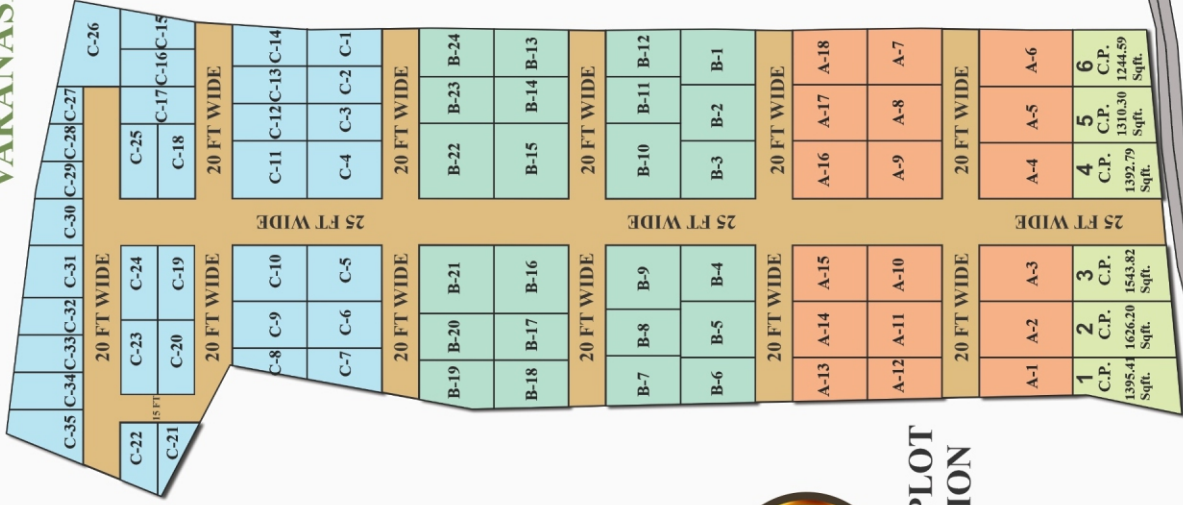 VARANAS
C-26
C-15
C-16
C-17
C-25
C-18
C-27
C-28
C-29
C-30
C-31
C-32
C-33
C-34
C-35
20 FT WIDE
C-24
C-19
C-23
C-20
15 FT
C-22
C-21
20 FT WIDE
20 FT WIDE
C-14
C-1
C-13
C-2
C-12
C-3
C-11
C-4
25 FT WIDE
C-10
C-5
C-9
C-6
C-8
C-7
20 FT WIDE
20 FT WIDE
B-24
B-13
B-23
B-14
B-22
B-15
B-21
B-16
B-20
B-17
B-19
B-18
20 FT WIDE
20 FT WIDE
B-12
B-1
B-11
B-2
B-10
B-3
25 FT WIDE
B-9
B-4
B-8
B-5
B-7
B-6
20 FT WIDE
20 FT WIDE
A-18
A-7
A-17
A-8
A-16
A-9
A-15
A-10
A-14
A-11
A-13
A-12
20 FT WIDE
20 FT WIDE
A-6
A-5
A-4
25 FT WIDE
A-3
A-2
A-1
6
C.P.
1244.59
Sqft.
5
C.P.
1310.30
Sqft.
4
C.P.
1392.79
Sqft.
3
C.P.
1543.82
Sqft.
2
C.P.
1626.20
Sqft.
1
C.P.
1395.41
Sqft.
PLOT
ION